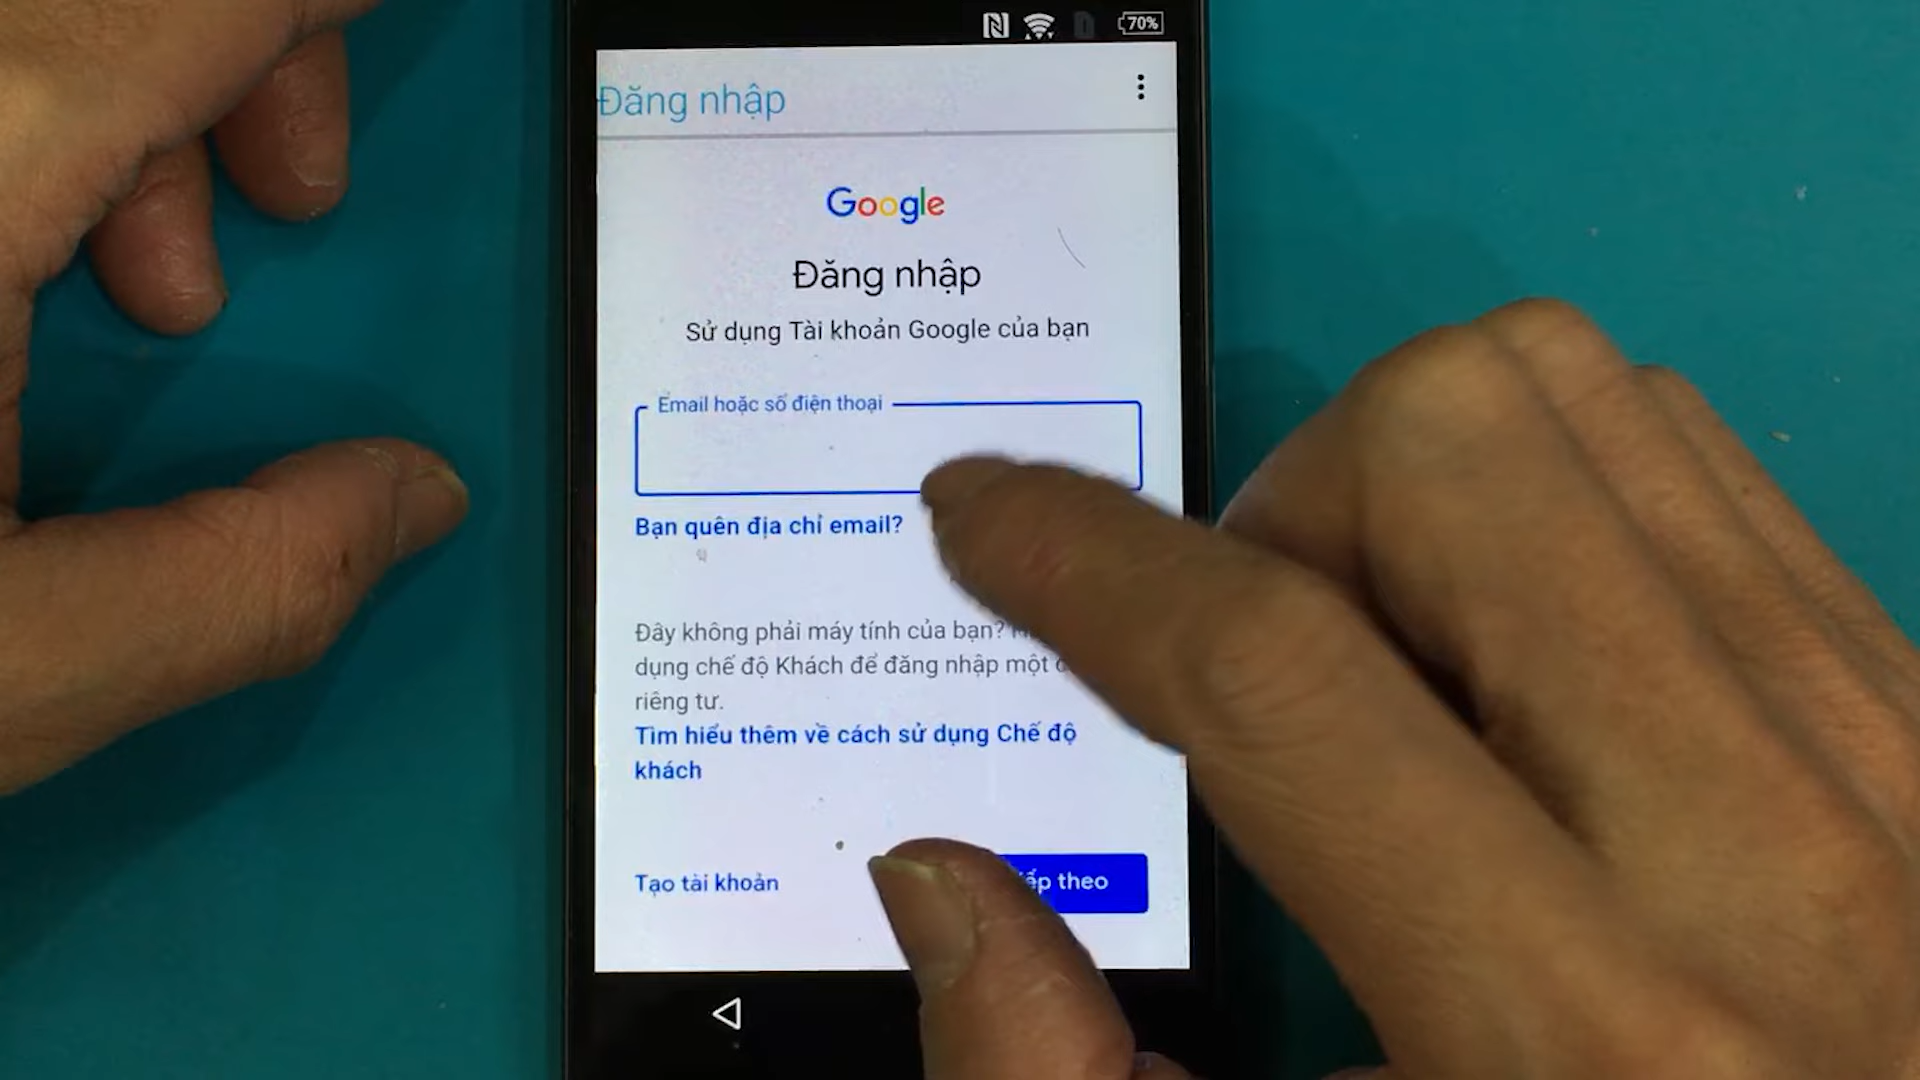 70%
Đăng nhập
Google
Đăng nhập
Sử dụng Tài khoản Google của bạn
Email hoặc số điện thoại
Bạn quên địa chỉ email?
Đây không phải máy tính của bạn?
dụng chế độ Khách để đăng nhập một
riêng tư.
Tìm hiểu thêm về cách sử dụng Chế độ
khách
Tạo tài khoản
theo